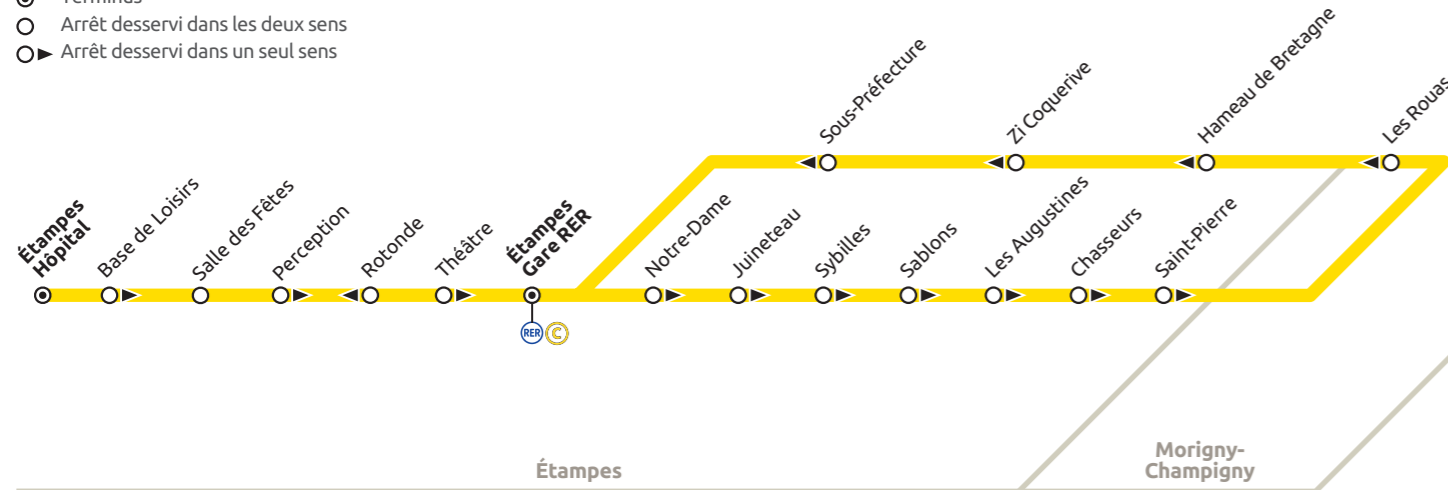 Terminus
Arrêt desservi dans les deux sens
Arrêt desservi dans un seul sens
Sous-Préfecture
Zi Coquerive
Hameau de Bretagne
Les Rouas
Étampes
Hôpital
Base de Loisirs
Salle des Fêtes
Perception
Rotonde
Théâtre
Étampes
Gare RER
Notre-Dame
Juineteau
Sybilles
Sablons
Les Augustines
Chasseurs
Saint-Pierre
RER C
Étampes
Morigny-
Champigny